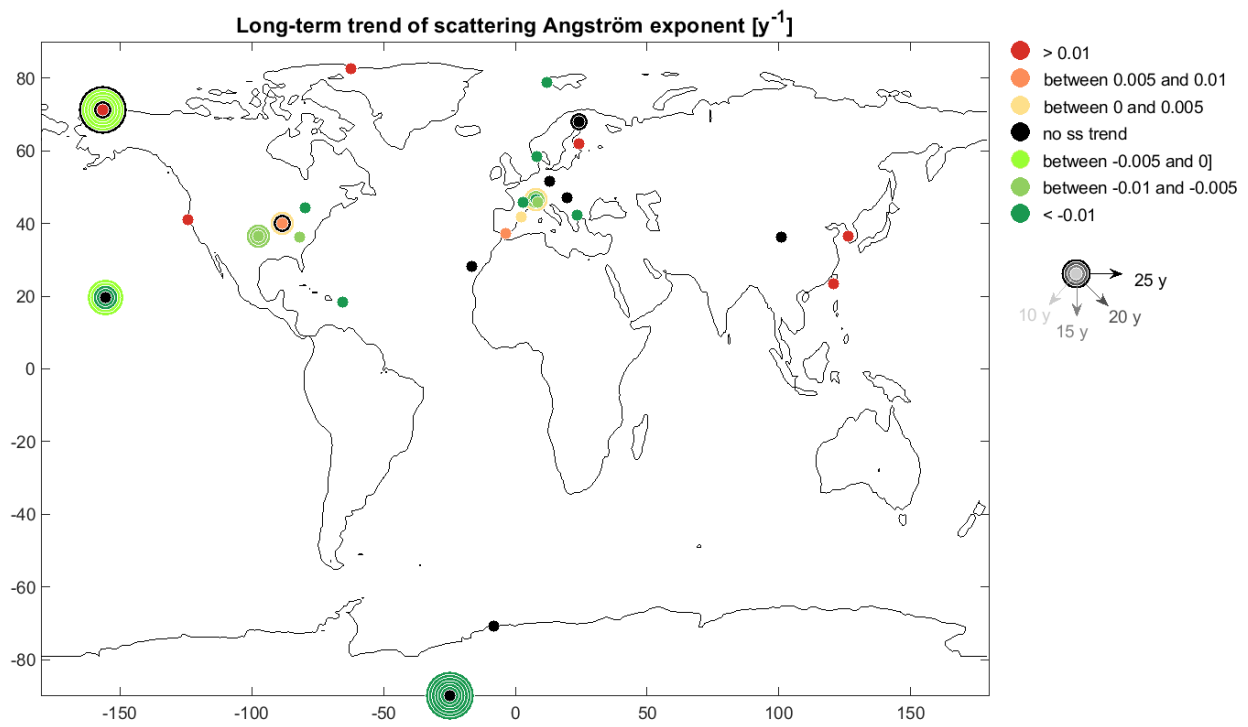 Long-term trend of scattering Angström exponent [y-1]
80
60
40
20
0
-20
-40
-60
-80
-150
-100
-50
0
50
100
150
> 0.01
between 0.005 and 0.01
between 0 and 0.005
no ss trend
between -0.005 and 0]
between -0.01 and -0.005
< -0.01
25 y
10 y
20 y
15 y